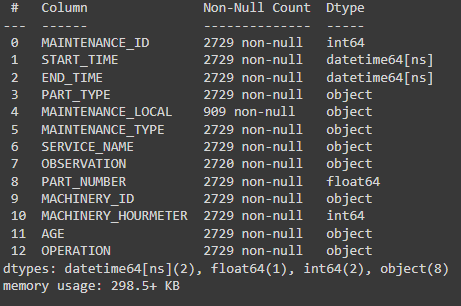 #   Column   Non-Null Count   Dtype
---  ------   --------------   -----
0   MAINTENANCE_ID   2729 non-null   int64
1   START_TIME   2729 non-null   datetime64[ns]
2   END_TIME   2729 non-null   datetime64[ns]
3   PART_TYPE   2729 non-null   object
4   MAINTENANCE_LOCAL   909 non-null   object
5   MAINTENANCE_TYPE   2729 non-null   object
6   SERVICE_NAME   2729 non-null   object
7   OBSERVATION   2720 non-null   object
8   PART_NUMBER   2729 non-null   float64
9   MACHINERY_ID   2729 non-null   object
10   MACHINERY_HOURMETER   2729 non-null   int64
11   AGE   2729 non-null   object
12   OPERATION   2729 non-null   object
dtypes: datetime64[ns](2), float64(1), int64(2), object(8)
memory usage: 298.5+ KB